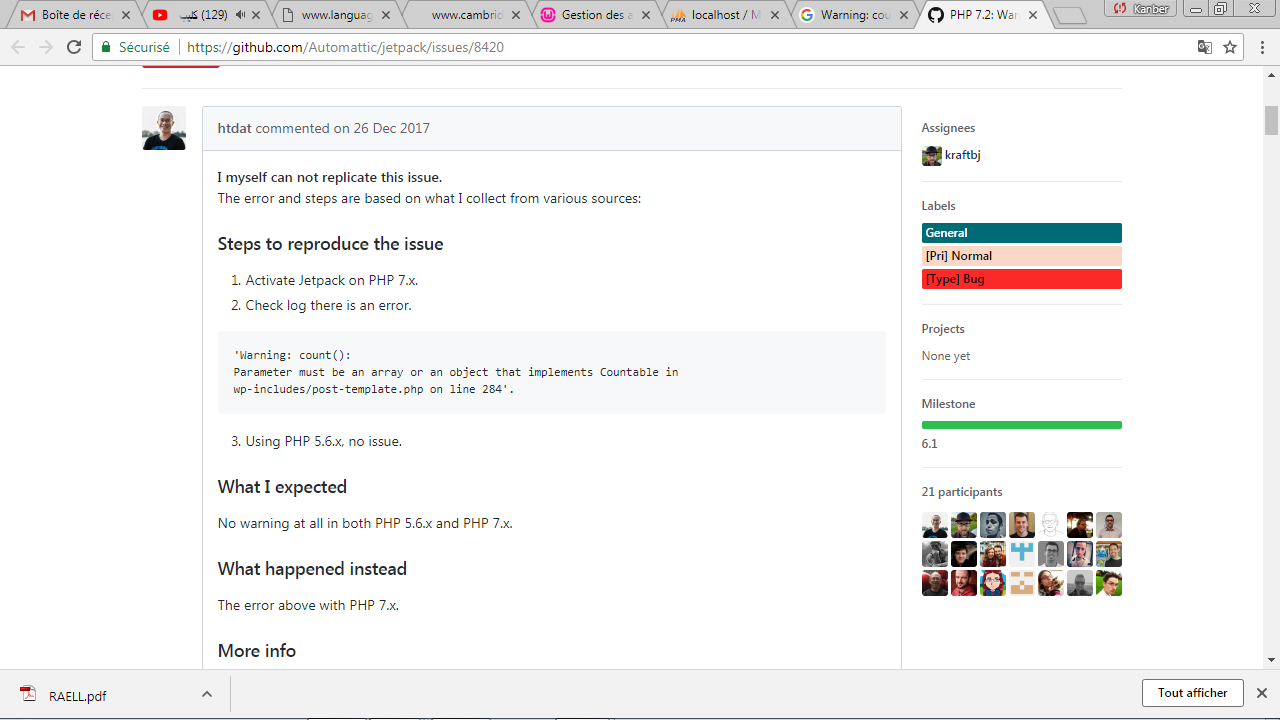 Boîte de récep
(129) كتيب
www.languag
www.cambrid
Gestion des a
localhost / M
Warning: cou
PHP 7.2: War
Kanber
Sécurisé
https://github.com/Automattic/jetpack/issues/8420
htdat commented on 26 Dec 2017
I myself can not replicate this issue.
The error and steps are based on what I collect from various sources:
Steps to reproduce the issue
1. Activate Jetpack on PHP 7.x.
2. Check log there is an error.
'Warning: count():
Parameter must be an array or an object that implements Countable in
wp-includes/post-template.php on line 284'.
3. Using PHP 5.6.x, no issue.
What I expected
No warning at all in both PHP 5.6.x and PHP 7.x.
What happened instead
The error above with PHP 7.x.
More info
Assignees
kraftbj
Labels
General
[Pri] Normal
[Type] Bug
Projects
None yet
Milestone
6.1
21 participants
RAELL.pdf
Tout afficher